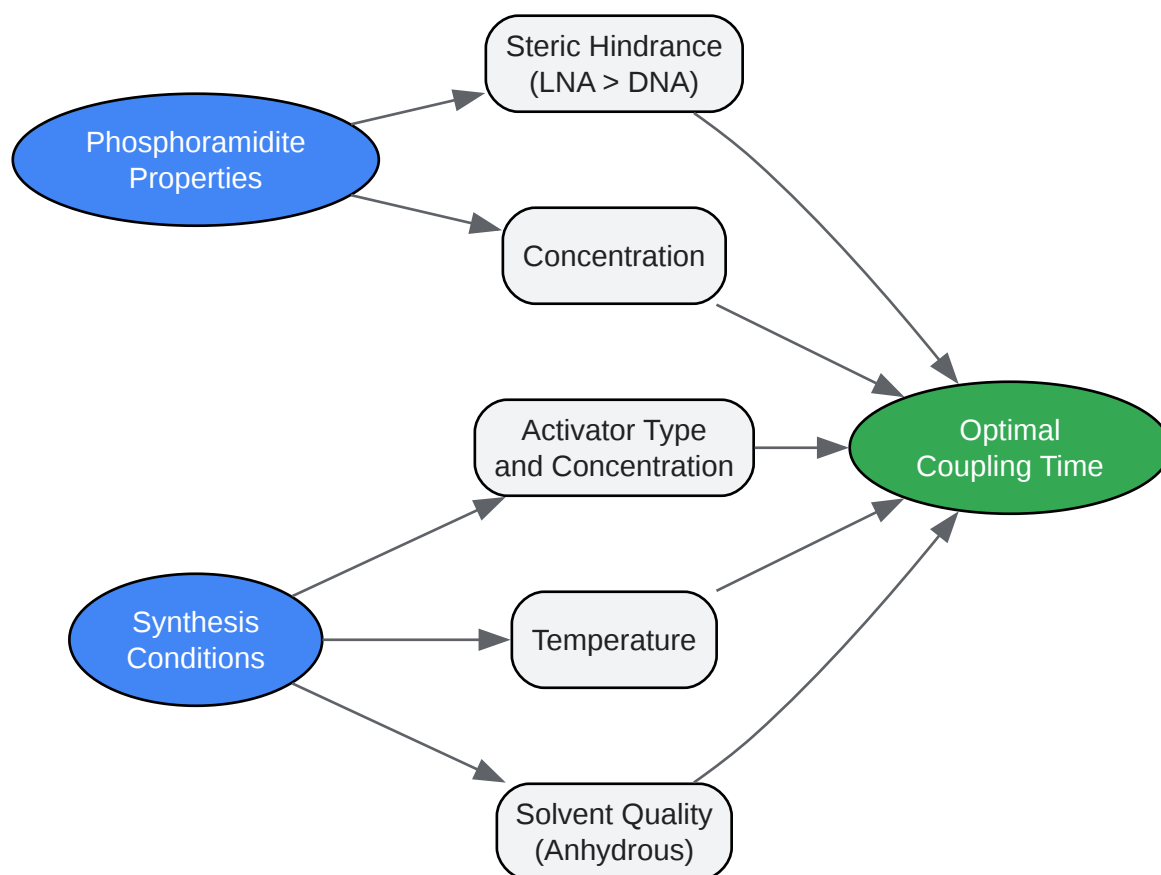 Steric Hindrance
(LNA > DNA)
Phosphoramidite
Properties
Concentration
Activator Type
and Concentration
Optimal
Coupling Time
Synthesis
Conditions
Temperature
Solvent Quality
(Anhydrous)